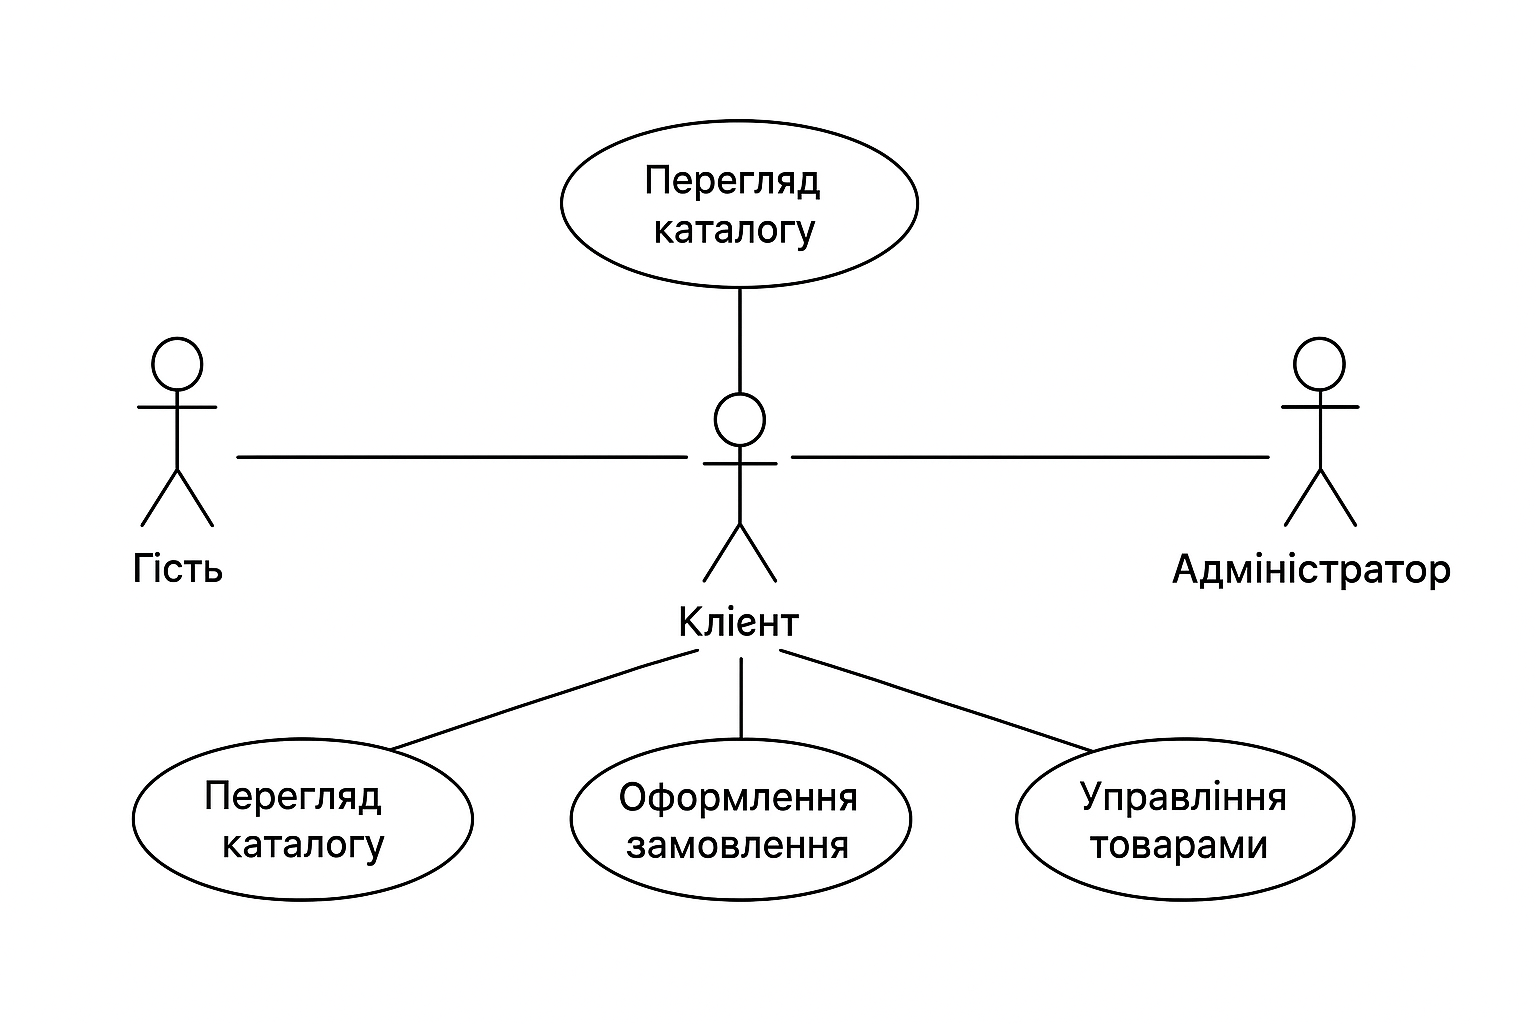 Перегляд
каталогу
Гість
Адміністратор
Клієнт
Перегляд
каталогу
Оформлення
замовлення
Управління
товарами